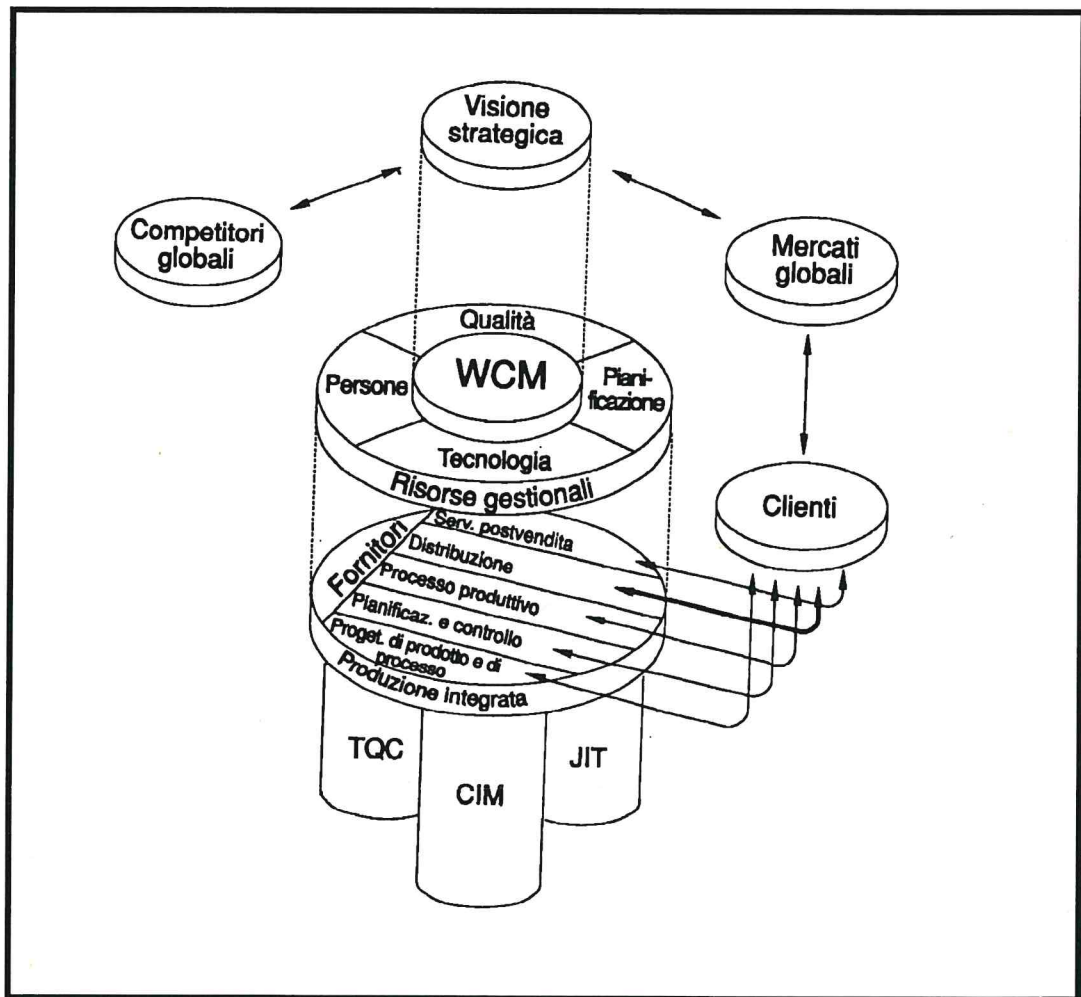 Visione
strategica
Competitori
globali
Mercati
globali
Qualità
Persone
WCM
Piani-
ficazione
Tecnologia
Risorse gestionali
Clienti
Fornitori
Serv. postvendita
Distribuzione
Processo produttivo
Pianificaz. e controllo
Proget. di prodotto e di
processo
Produzione integrata
TQC
JIT
CIM